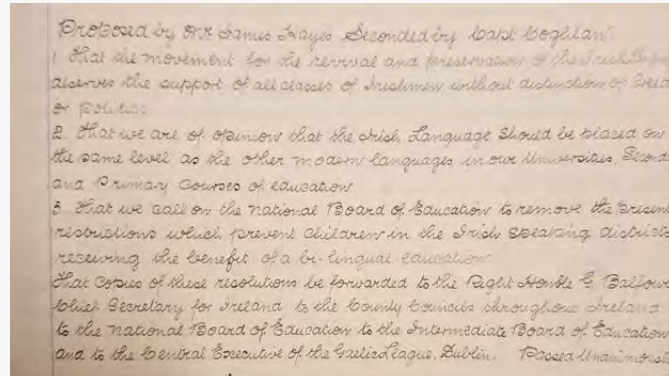 Proposed by Mr James Hayes Seconded by Capt Coghlan
1 That the movement for the revival and preservation of the Irish
deserves the support of all classes of Irishmen without distinction of Creed
or politics
2. That we are of opinion that the Irish Language should be placed on
the same level as the other modern languages in our Universities, Second
and Primary Courses of education
3 That we call on the National Board of Education to remove the present
restrictions which prevent children in the Irish speaking districts
receiving the benefit of a bi-lingual education
That copies of these resolutions be forwarded to the Right Honble G Balfour
Chief Secretary for Ireland to the County Councils throughout Ireland
to the National Board of Education to the Intermediate Board of Education
and to the Central Executive of the Gaelic League, Dublin. Passed Unanimously